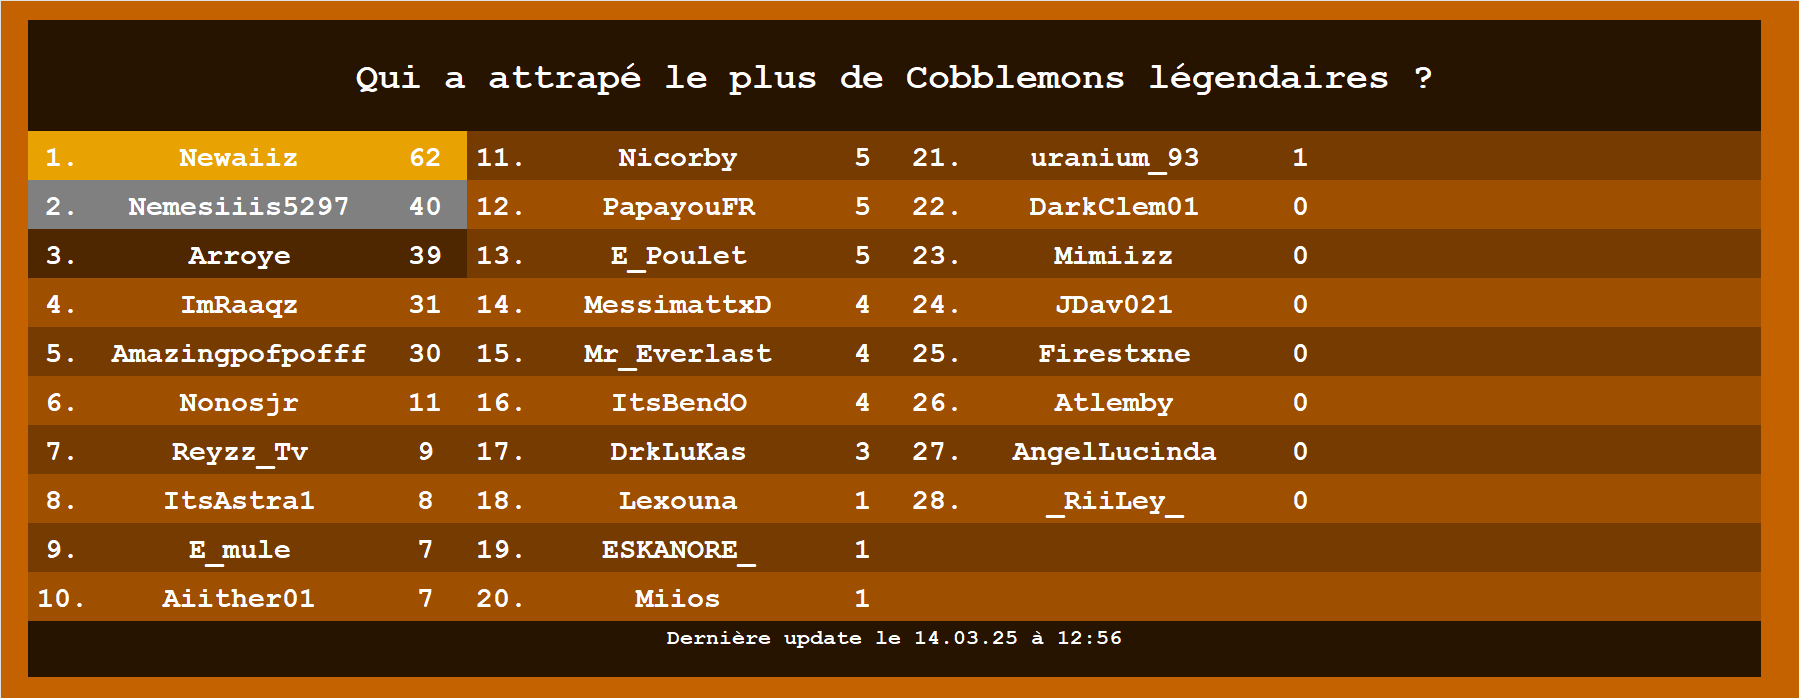 Qui a attrapé le plus de Cobblemons légendaires ?
1. Newaiiz 62 11. Nicorby 5 21. uranium_93 1
2. Nemesiiis5297 40 12. PapayouFR 5 22. DarkClem01 0
3. Arroye 39 13. E_Poulet 5 23. Mimiizz 0
4. ImRaaqz 31 14. MessimattxD 4 24. JDav021 0
5. Amazingpofpofff 30 15. Mr_Everlast 4 25. Firestxne 0
6. Nonosjr 11 16. ItsBendO 4 26. Atlemby 0
7. Reyzz_Tv 9 17. DrkLuKas 3 27. AngelLucinda 0
8. ItsAstra1 8 18. Lexouna 1 28. _RiiLey_ 0
9. E_mule 7 19. ESKANORE_ 1
10. Aiither01 7 20. Miios 1
Dernière update le 14.03.25 à 12:56